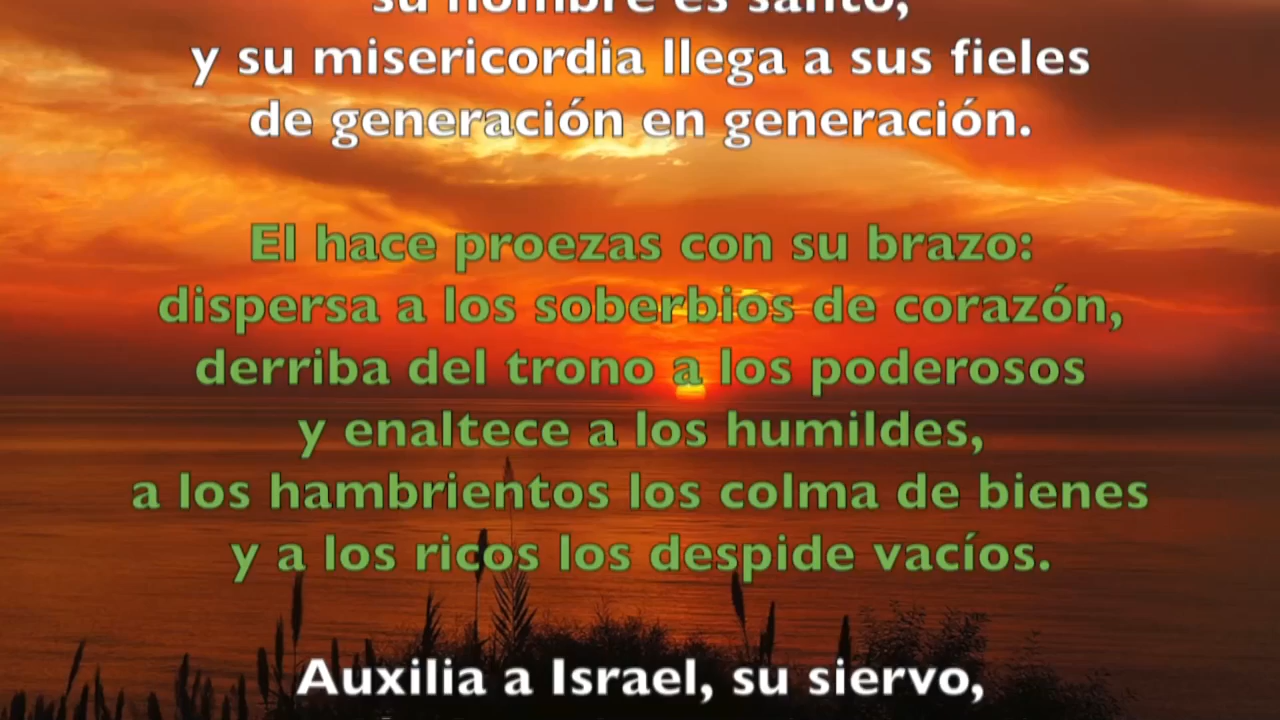 su nombre es santo,
y su misericordia llega a sus fieles
de generación en generación.
El hace proezas con su brazo:
dispersa a los soberbios de corazón,
derriba del trono a los poderosos
y enaltece a los humildes,
a los hambrientos los colma de bienes
y a los ricos los despide vacíos.
Auxilia a Israel, su siervo,